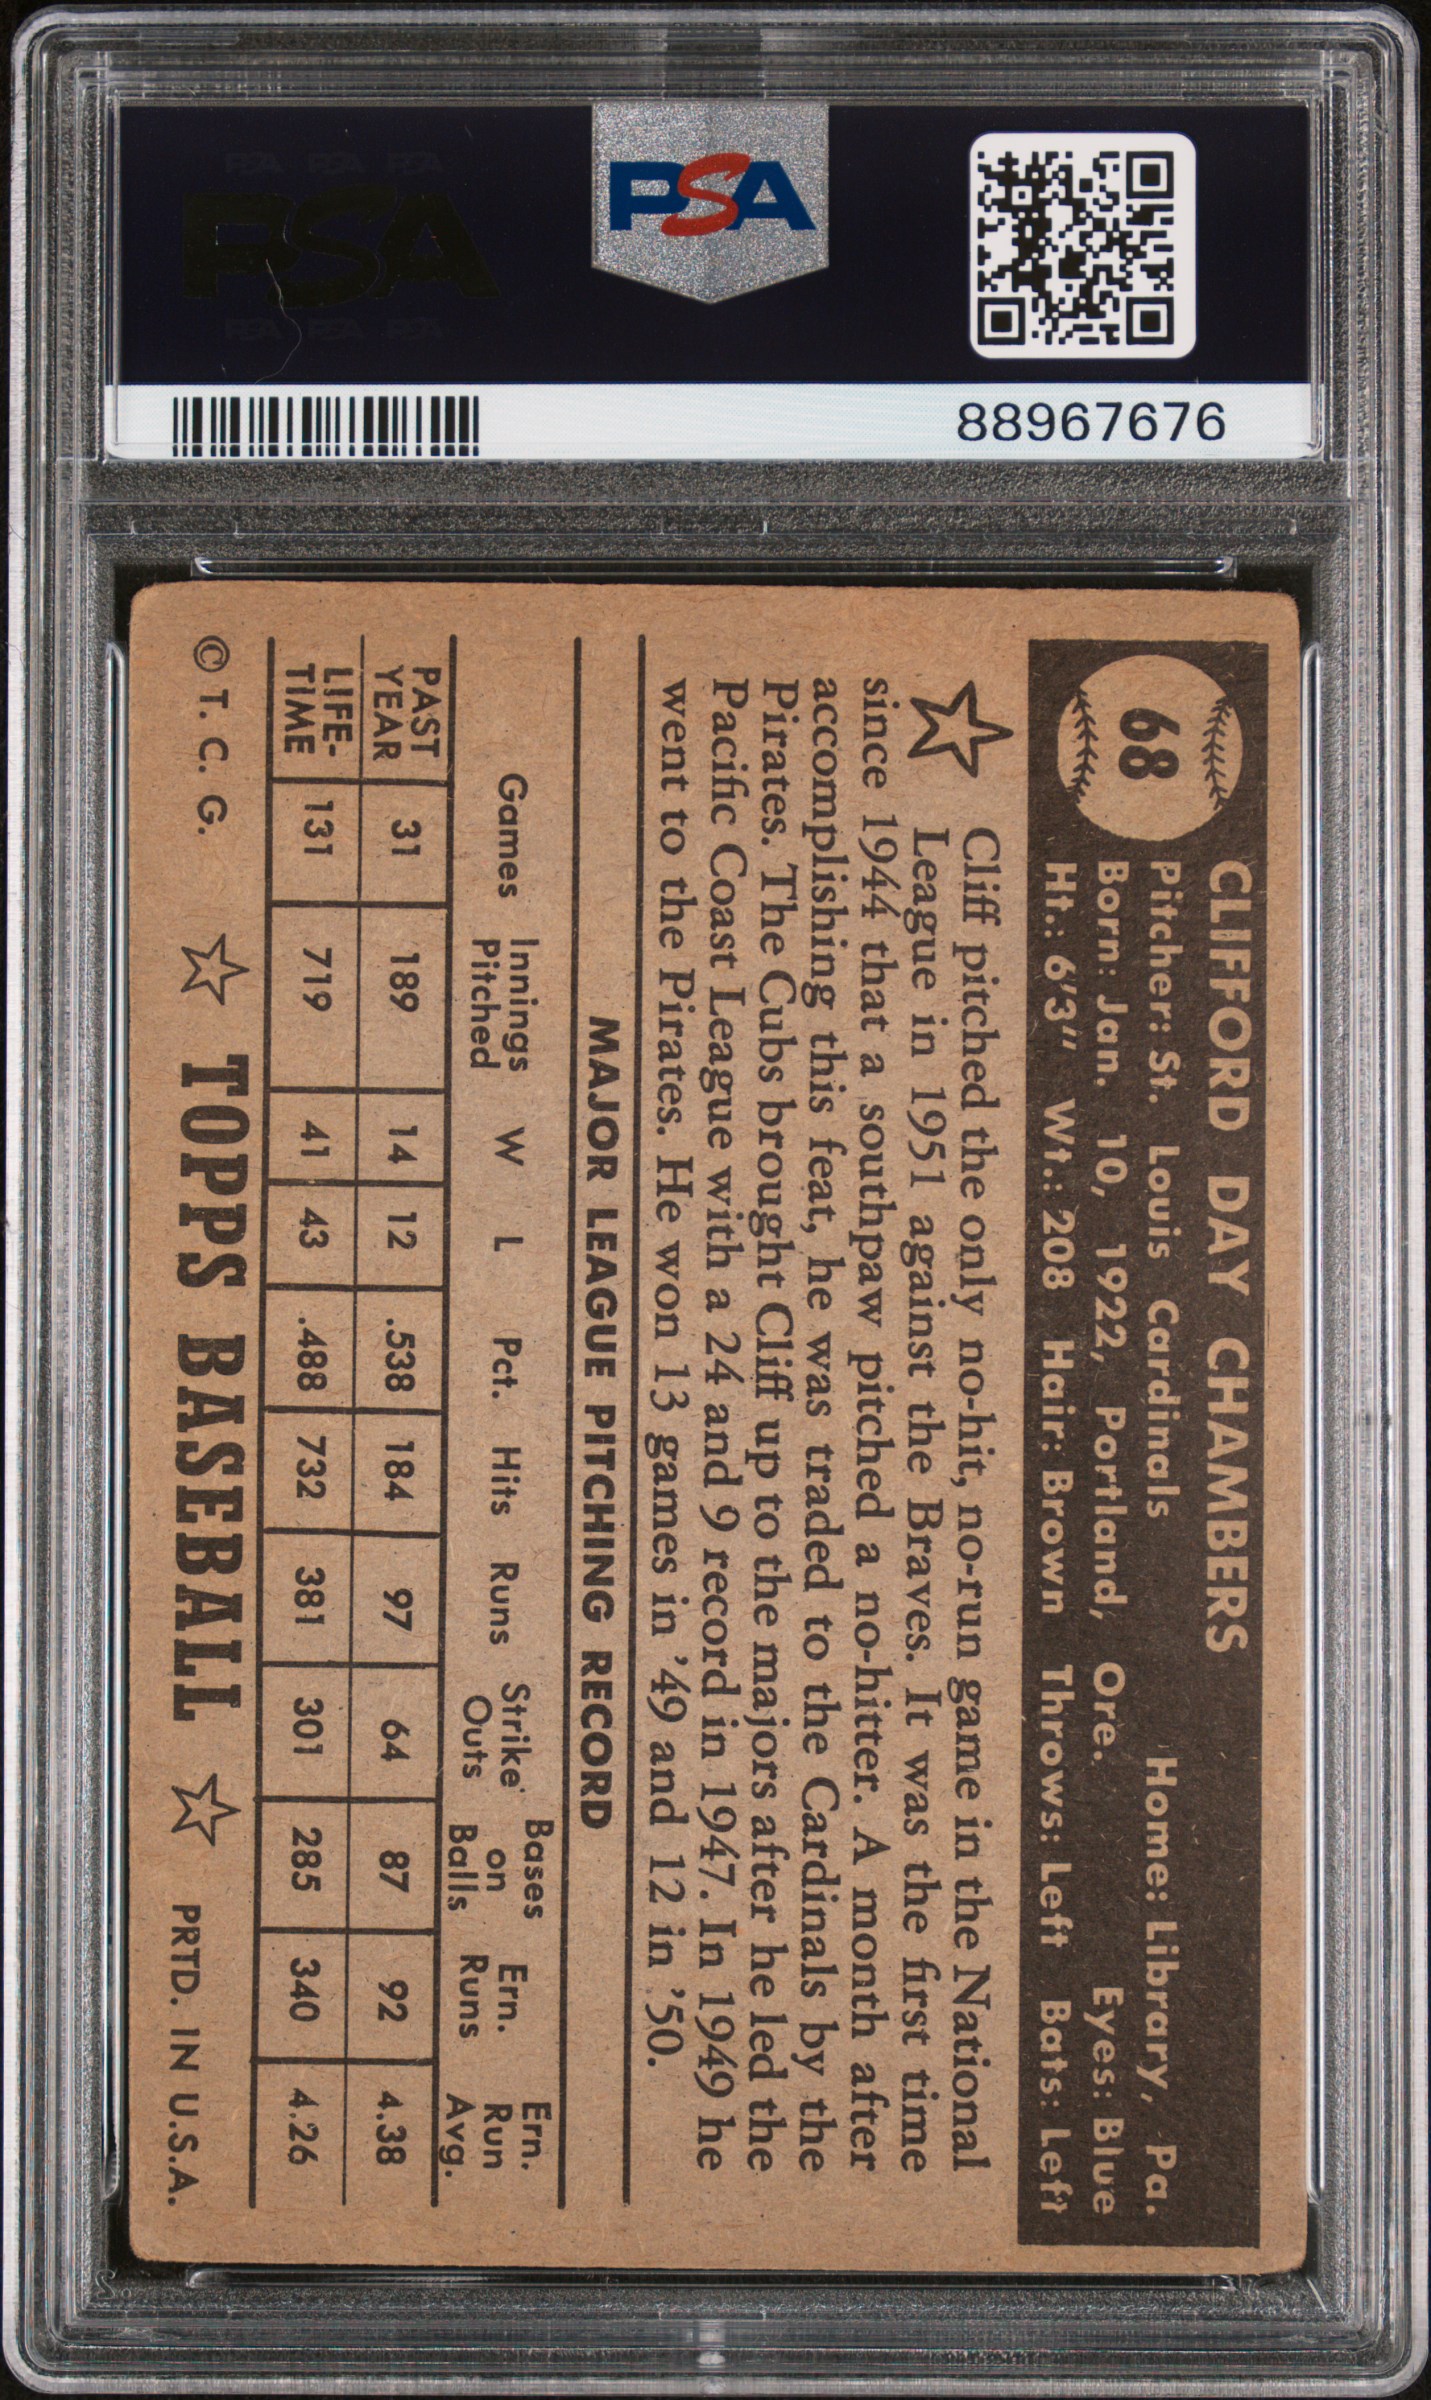 PSA PSA PSA
PSA
PSA PSA PSA
PSA
88967676
68
CLIFFORD DAY CHAMBERS
Pitcher: St. Louis Cardinals Home: Library, Pa.
Born: Jan. 10, 1922, Portland, Ore. Eyes: Blue
Ht.: 6'3" Wt.: 208 Hair: Brown Throws: Left Bats: Left
Cliff pitched the only no-hit, no-run game in the National
League in 1951 against the Braves. It was the first time
since 1944 that a southpaw pitched a no-hitter. A month after
accomplishing this feat, he was traded to the Cardinals by the
Pirates. The Cubs brought Cliff up to the majors after he led the
Pacific Coast League with a 24 and 9 record in 1947. In 1949 he
went to the Pirates. He won 13 games in '49 and 12 in '50.
MAJOR LEAGUE PITCHING RECORD
Games Innings Pitched W L Pct. Hits Runs Strike Outs Bases on Balls Ern. Runs Ern. Run Avg.
PAST YEAR 31 189 14 12 .538 184 97 64 87 92 4.38
LIFE-TIME 131 719 41 43 .488 732 381 301 285 340 4.26
© T. C. G. TOPPS BASEBALL PRTD. IN U.S.A.